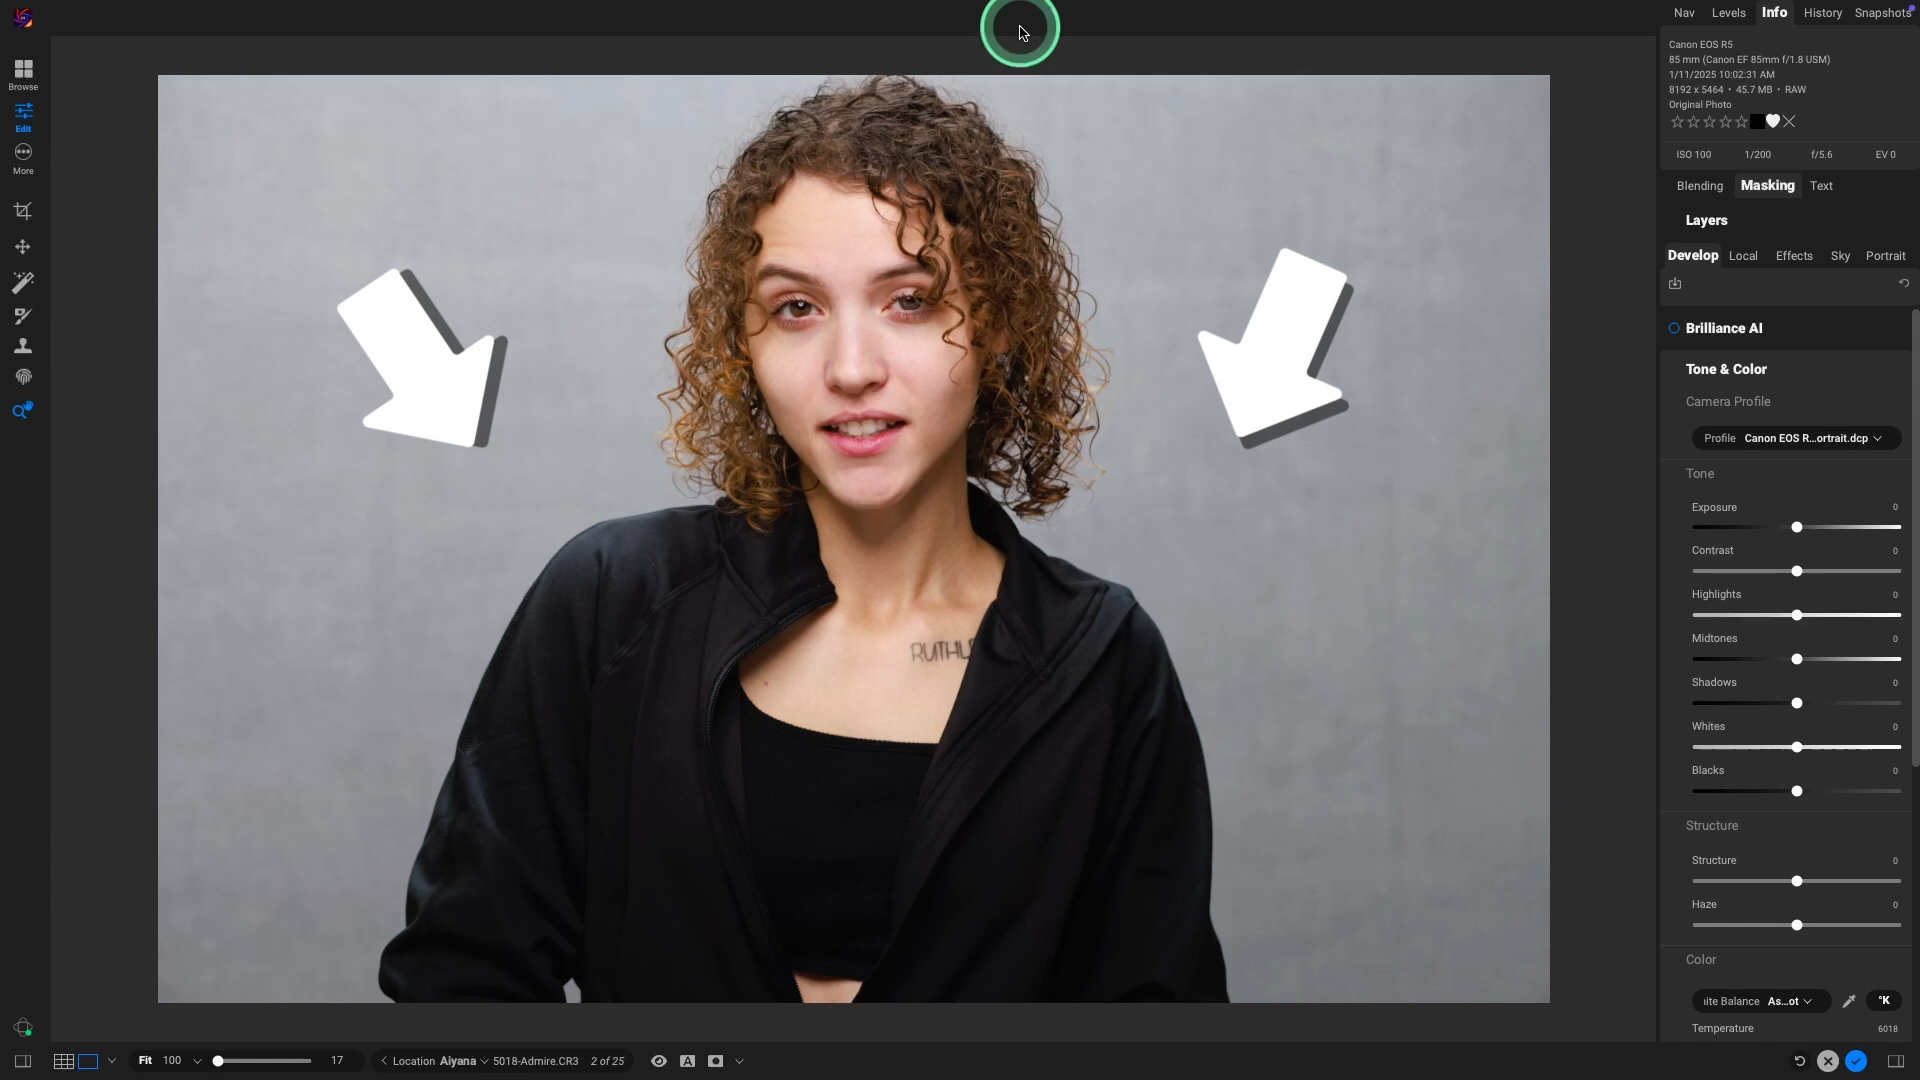 Nav Levels Info History Snapshots
Canon EOS R5
85 mm (Canon EF 85mm f/1.8 USM)
1/11/2025 10:02:31 AM
8192 x 5464 • 45.7 MB • RAW
Original Photo
ISO 100 1/200 f/5.6 EV 0
Blending Masking Text
Layers
Develop Local Effects Sky Portrait
Brilliance AI
Tone & Color
Camera Profile
Profile Canon EOS R...ortrait.dcp
Tone
Exposure 0
Contrast 0
Highlights 0
Midtones 0
Shadows 0
Whites 0
Blacks 0
Structure
Structure 0
Haze 0
Color
ite Balance As...ot °K
Temperature 6018
Browse
Edit
More
RUTHL
Fit 100 17 Location Aiyana 5018-Admire.CR3 2 of 25 A